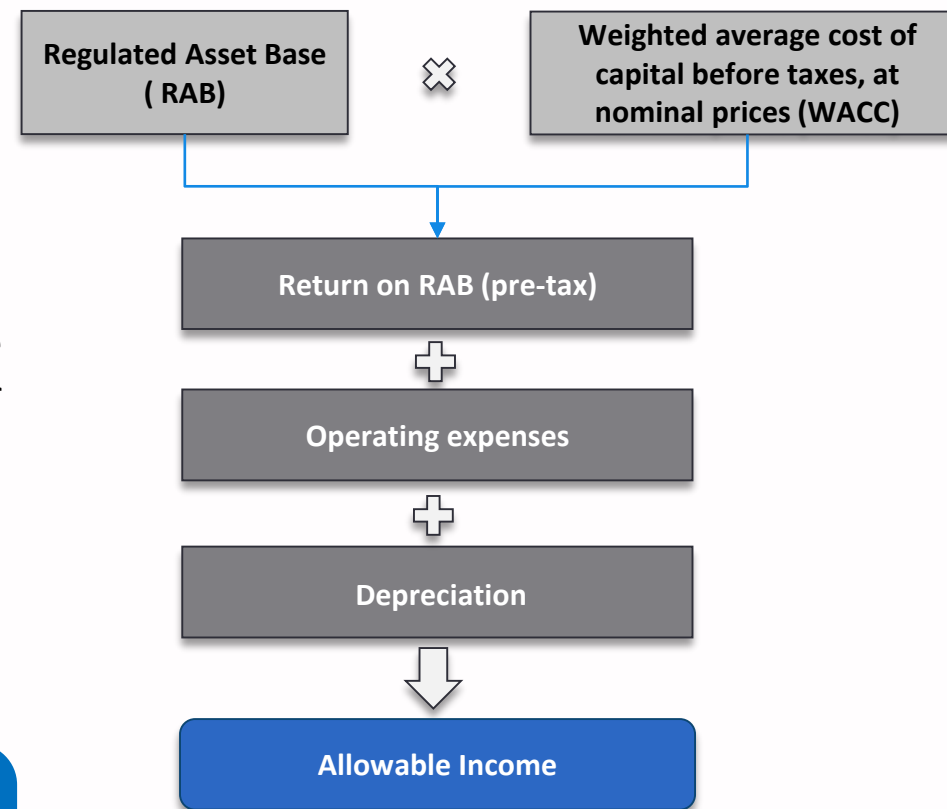 Regulated Asset Base
( RAB)
Weighted average cost of
capital before taxes, at
nominal prices (WACC)
Return on RAB (pre-tax)
Operating expenses
Depreciation
Allowable Income